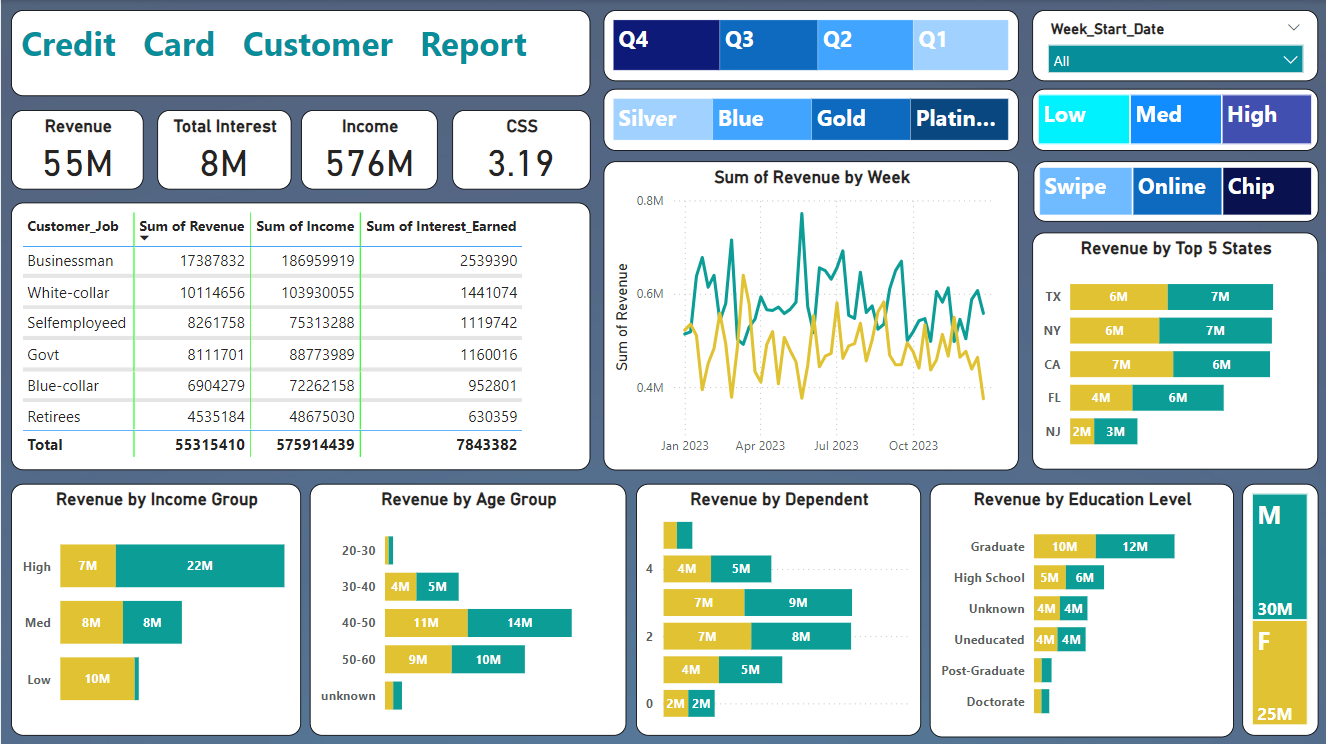 Credit Card Customer Report
Q4 Q3 Q2 Q1
Week_Start_Date
All
Silver Blue Gold Platin...
Low Med High
Revenue
55M
Total Interest
8M
Income
576M
CSS
3.19
Swipe Online Chip
Customer_Job Sum of Revenue Sum of Income Sum of Interest_Earned
Businessman 17387832 186959919 2539390
White-collar 10114656 103930055 1441074
Selfemployeed 8261758 75313288 1119742
Govt 8111701 88773989 1160016
Blue-collar 6904279 72262158 952801
Retirees 4535184 48675030 630359
Total 55315410 575914439 7843382
Sum of Revenue by Week
Sum of Revenue
0.8M
0.6M
0.4M
Jan 2023 Apr 2023 Jul 2023 Oct 2023
Revenue by Top 5 States
TX 6M 7M
NY 6M 7M
CA 7M 6M
FL 4M 6M
NJ 2M 3M
Revenue by Income Group
High 7M 22M
Med 8M 8M
Low 10M
Revenue by Age Group
20-30
30-40 4M 5M
40-50 11M 14M
50-60 9M 10M
unknown
Revenue by Dependent
4 4M 5M
7M 9M
2 7M 8M
4M 5M
0 2M 2M
Revenue by Education Level
Graduate 10M 12M
High School 5M 6M
Unknown 4M 4M
Uneducated 4M 4M
Post-Graduate
Doctorate
M
30M
F
25M